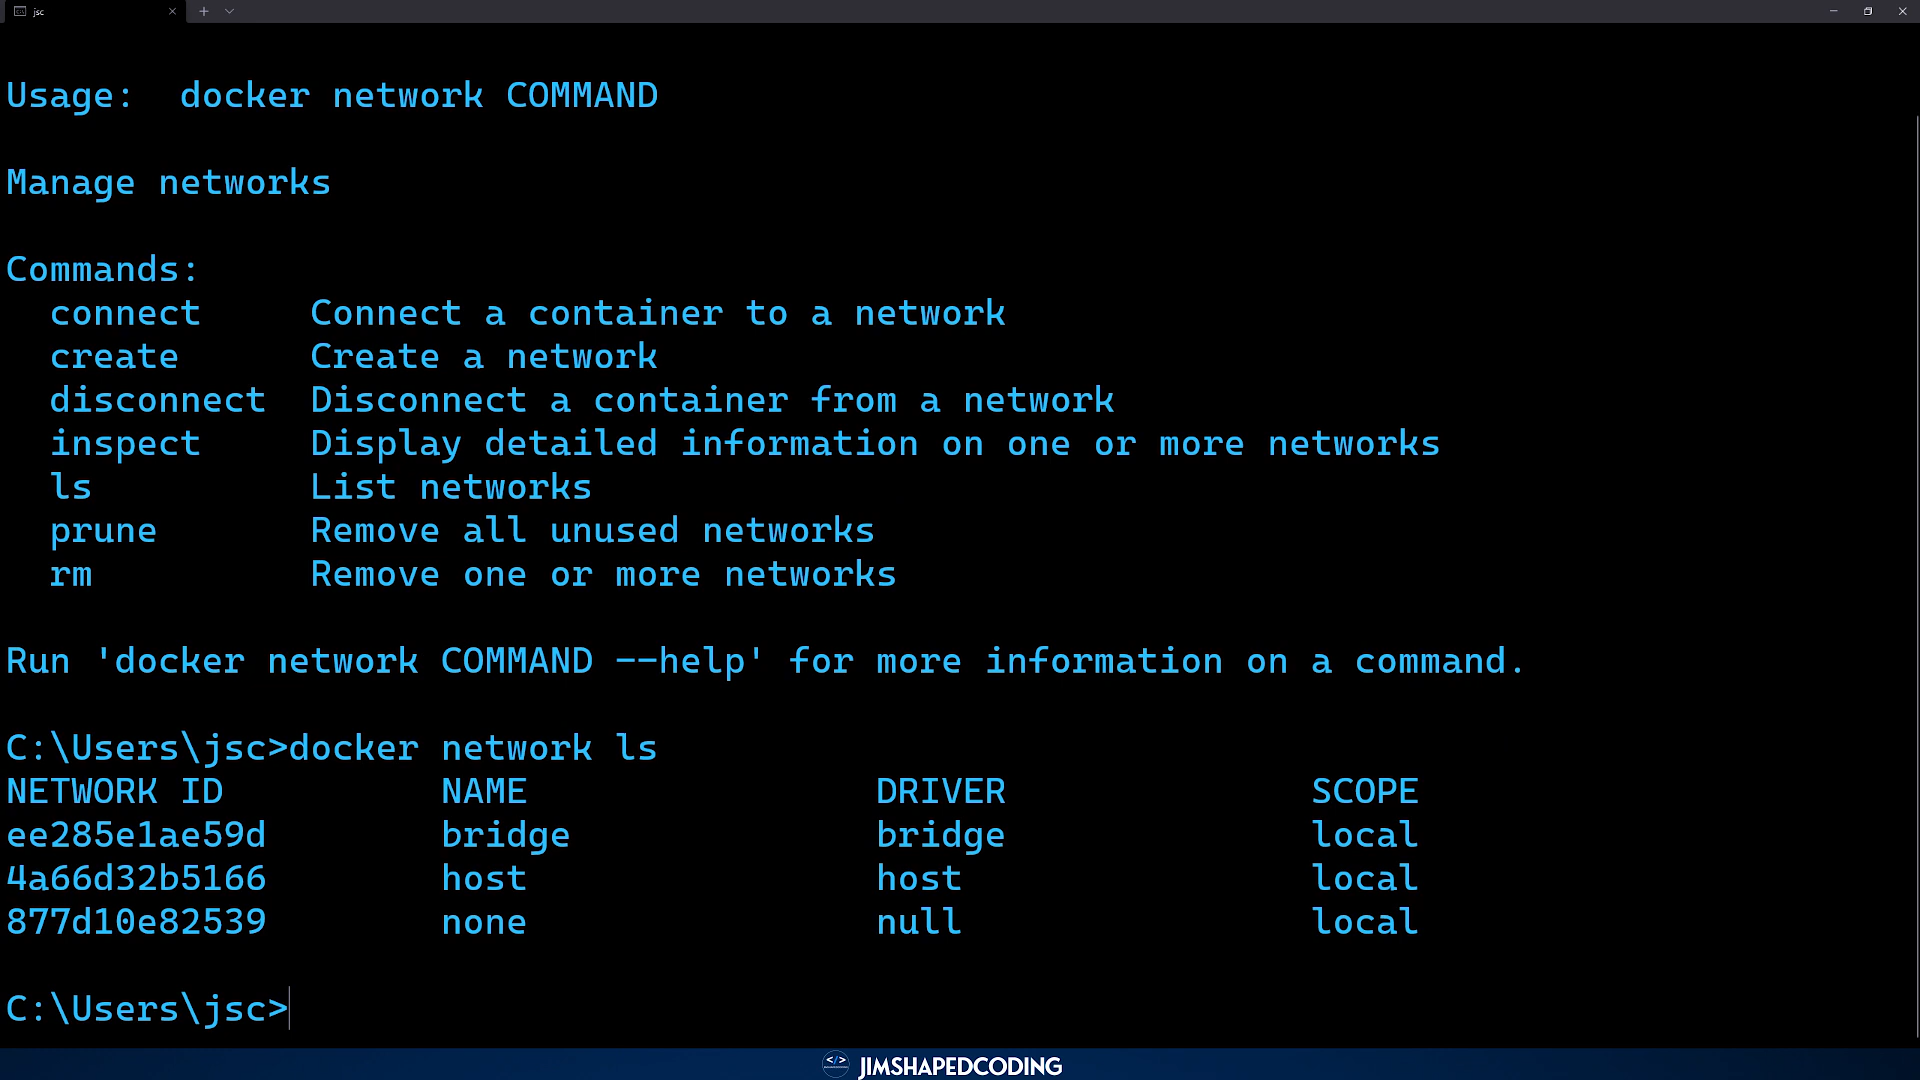 jsc
Usage:  docker network COMMAND
Manage networks
Commands:
  connect     Connect a container to a network
  create      Create a network
  disconnect  Disconnect a container from a network
  inspect     Display detailed information on one or more networks
  ls          List networks
  prune       Remove all unused networks
  rm          Remove one or more networks
Run 'docker network COMMAND --help' for more information on a command.
C:\Users\jsc>docker network ls
NETWORK ID          NAME                DRIVER              SCOPE
ee285e1ae59d        bridge              bridge              local
4a66d32b5166        host                host                local
877d10e82539        none                null                local
C:\Users\jsc>
</> JIMSHAPEDCODING